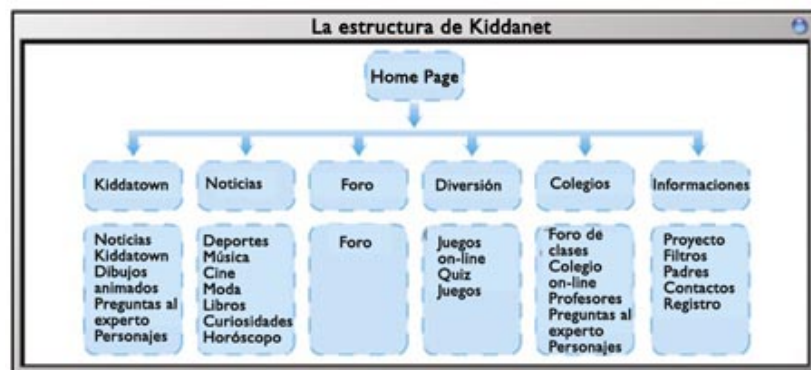 La estructura de Kiddanet
Home Page
Kiddatown
Noticias
Foro
Diversión
Colegios
Informaciones
Noticias
Kiddatown
Dibujos
animados
Preguntas al
experto
Personajes
Deportes
Música
Cine
Moda
Libros
Curiosidades
Horóscopo
Foro
Juegos
on-line
Quiz
Juegos
Foro de
clases
Colegio
on-line
Profesores
Preguntas al
experto
Personajes
Proyecto
Filtros
Padres
Contactos
Registro